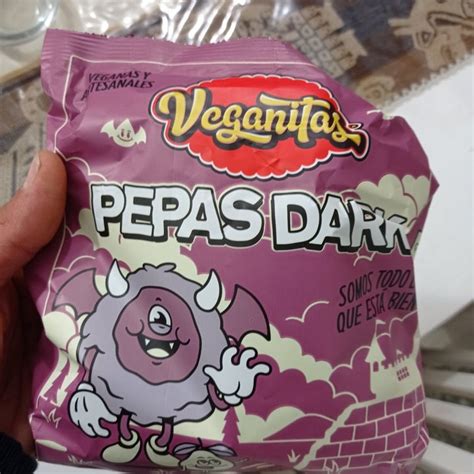 VEGANAS Y
ARTESANALES
Veganitas
PEPAS DARK
SOMOS TODO L
QUE ESTÁ BIEN